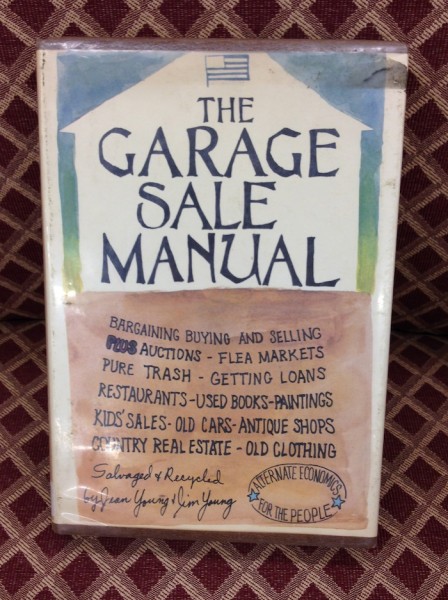 THE
GARAGE
SALE
MANUAL
BARGAINING BUYING AND SELLING
PLUS AUCTIONS - FLEA MARKETS
PURE TRASH - GETTING LOANS
RESTAURANTS - USED BOOKS - PAINTINGS
KIDS' SALES - OLD CARS - ANTIQUE SHOPS
COUNTRY REAL ESTATE - OLD CLOTHING
Salvaged & Recycled
by Jean Young & Jim Young
ALTERNATE ECONOMICS
FOR THE PEOPLE